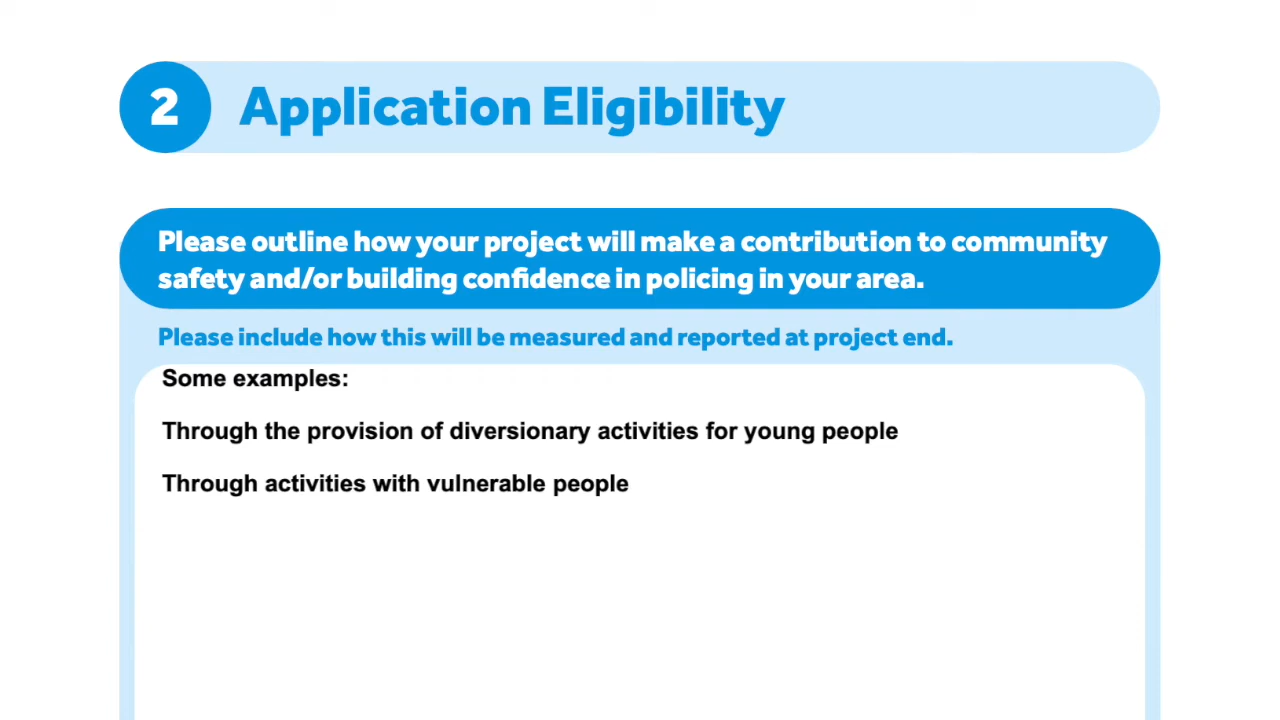 2 Application Eligibility
Please outline how your project will make a contribution to community
safety and/or building confidence in policing in your area.
Please include how this will be measured and reported at project end.
Some examples:
Through the provision of diversionary activities for young people
Through activities with vulnerable people